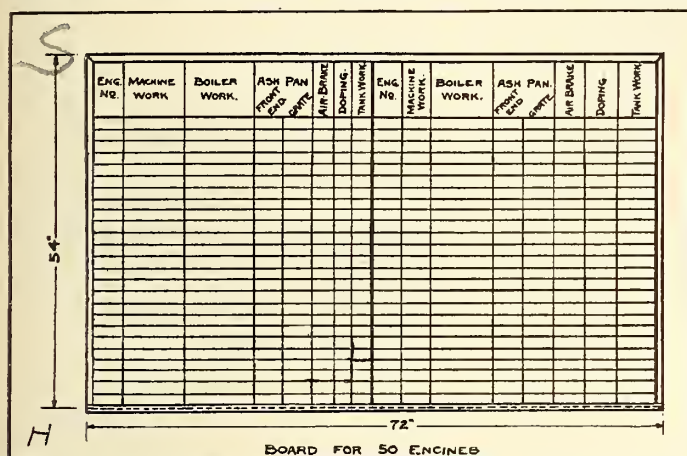 S
ENG. No. MACHINE WORK BOILER WORK. ASH PAN FRONT END GRATE AIR-BRAKE DOPING. TANK WORK. ENG. No. MACHINE WORK. BOILER WORK. ASH PAN. FRONT END GRATE AIR BRAKE DOPING TANK WORK.
54"
72"
H
BOARD FOR 50 ENGINES